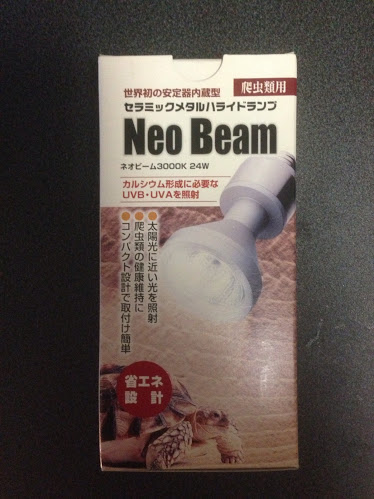 世界初の安定器内蔵型
爬虫類用
セラミックメタルハライドランプ
Neo Beam
ネオビーム3000K 24W
カルシウム形成に必要な
UVB・UVAを照射
●太陽光に近い光を照射
●爬虫類の健康維持に
●コンパクト設計で取付け簡単
省エネ
設計